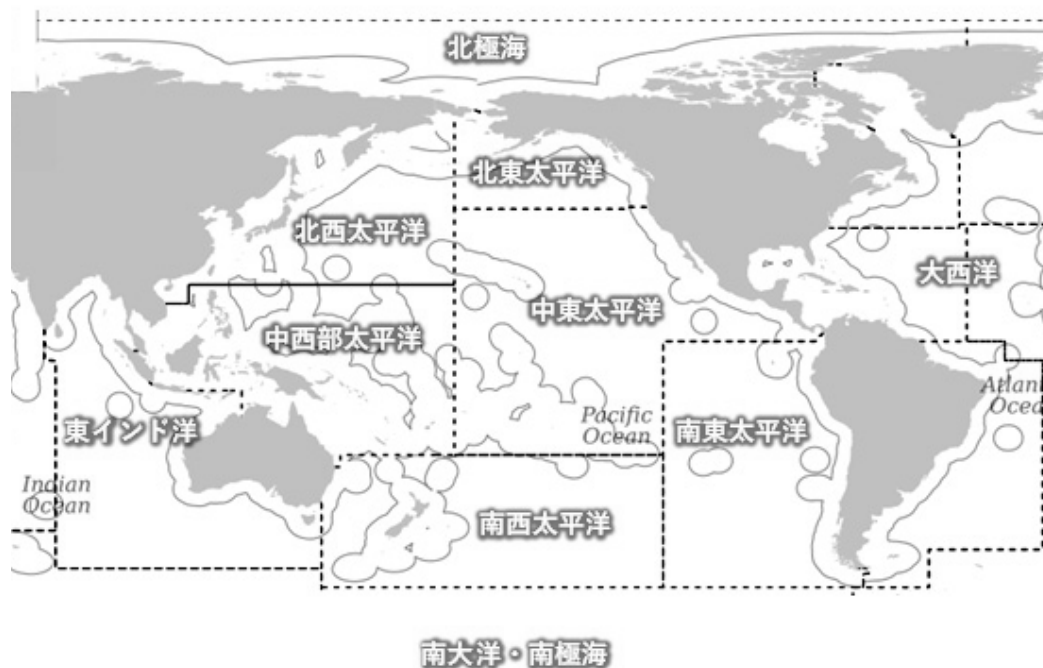 北極海
北東太平洋
北西太平洋
大西洋
中東太平洋
中西部太平洋
Atlant
Ocea
Pacific
Ocean
東インド洋
南東太平洋
Indian
Ocean
南西太平洋
南大洋・南極海